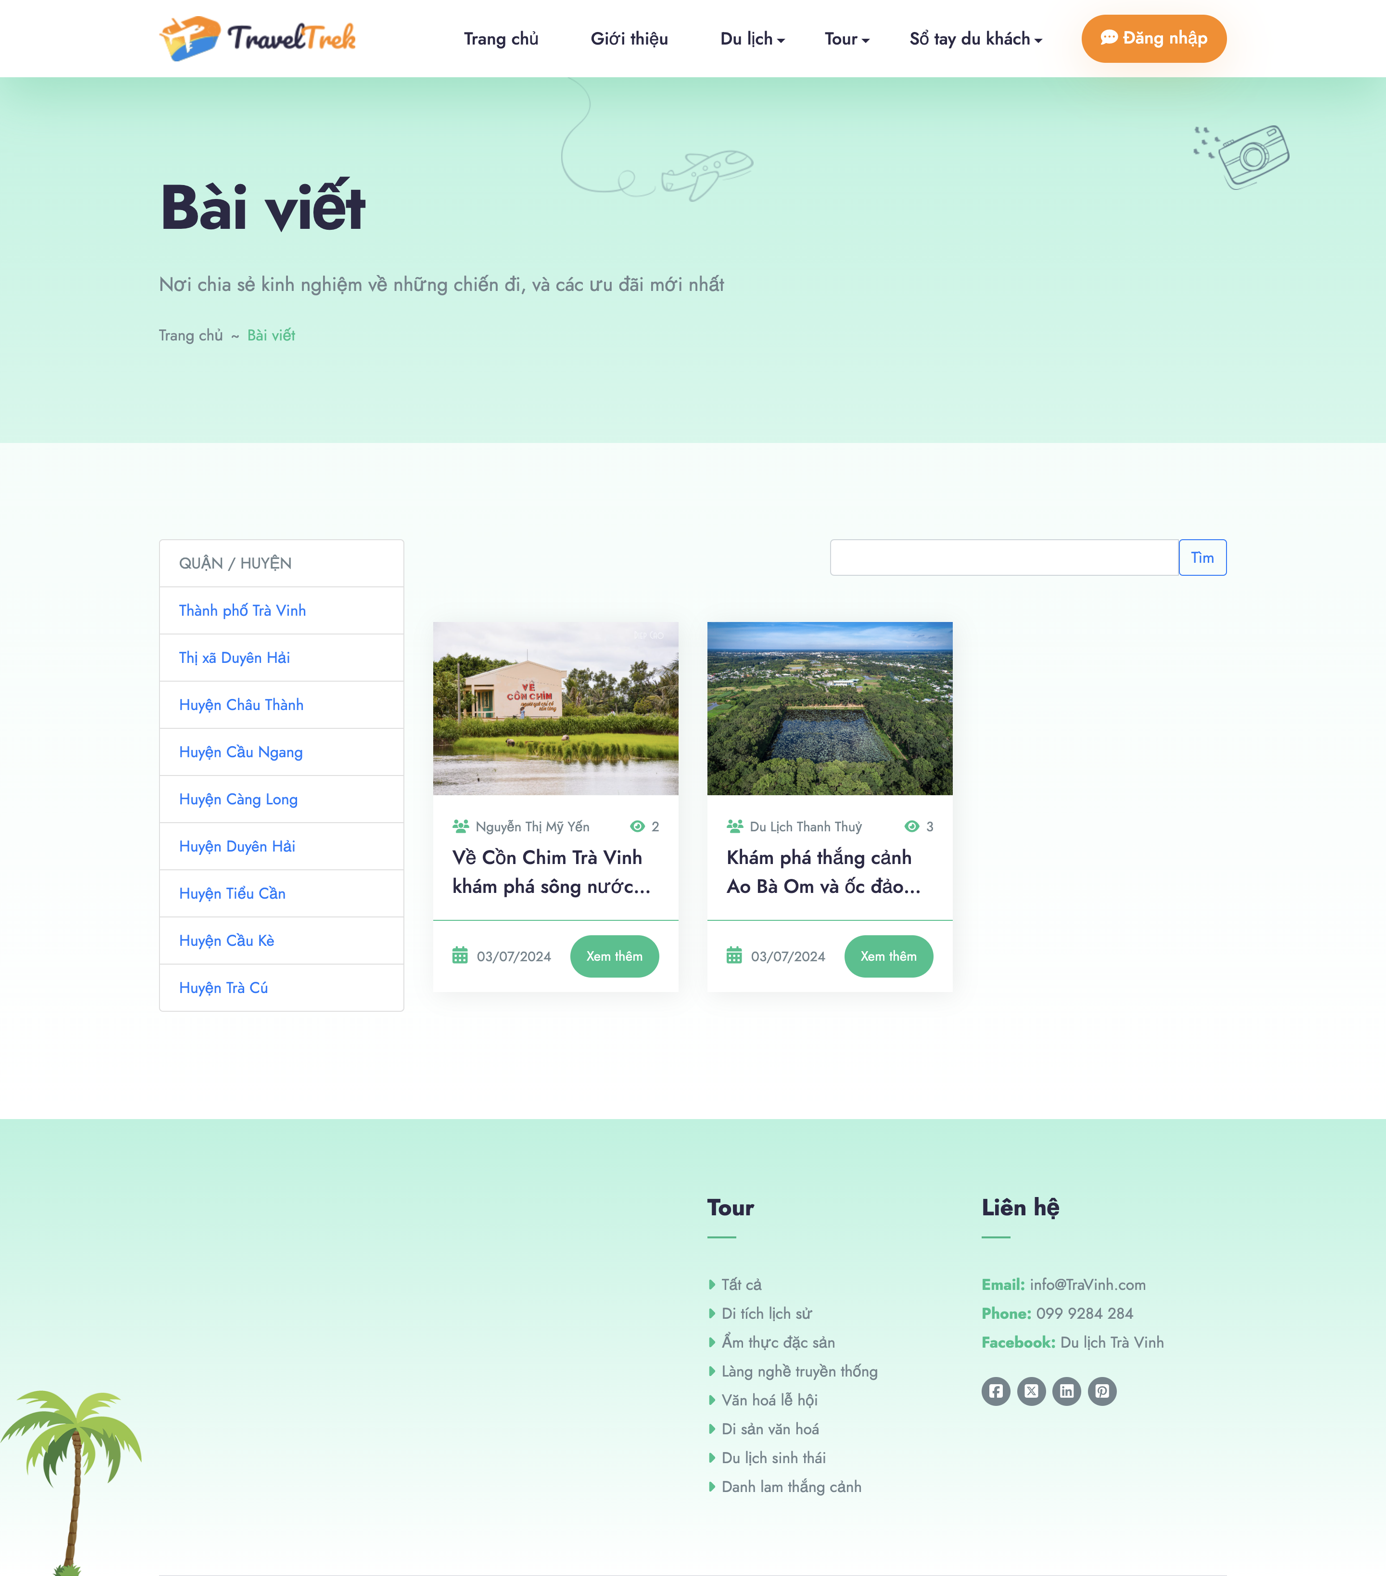 TravelTrek
Trang chủ
Giới thiệu
Du lịch
Tour
Sổ tay du khách
Đăng nhập
Bài viết
Nơi chia sẻ kinh nghiệm về những chiến đi, và các ưu đãi mới nhất
Trang chủ ~ Bài viết
QUẬN / HUYỆN
Thành phố Trà Vinh
Thị xã Duyên Hải
Huyện Châu Thành
Huyện Cầu Ngang
Huyện Càng Long
Huyện Duyên Hải
Huyện Tiểu Cần
Huyện Cầu Kè
Huyện Trà Cú
Tìm
VỀ
CỒN CHIM
Nguyễn Thị Mỹ Yến 2
Về Cồn Chim Trà Vinh
khám phá sông nước...
03/07/2024
Xem thêm
Du Lịch Thanh Thuỷ 3
Khám phá thắng cảnh
Ao Bà Om và ốc đảo...
03/07/2024
Xem thêm
Tour
Tất cả
Di tích lịch sử
Ẩm thực đặc sản
Làng nghề truyền thống
Văn hoá lễ hội
Di sản văn hoá
Du lịch sinh thái
Danh lam thắng cảnh
Liên hệ
Email: info@TraVinh.com
Phone: 099 9284 284
Facebook: Du lịch Trà Vinh